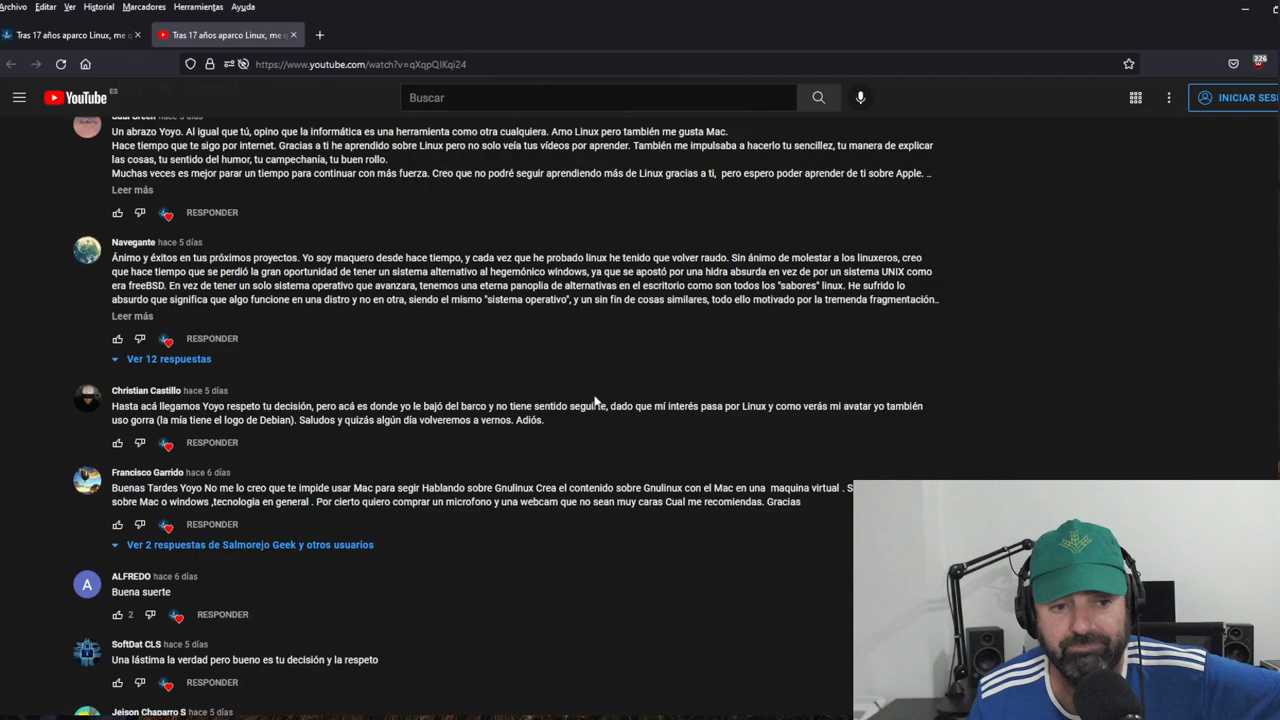 Archivo Editar Ver Historial Marcadores Herramientas Ayuda
Tras 17 años aparco Linux, me q
Tras 17 años aparco Linux, me q
https://www.youtube.com/watch?v=qXqpQIKqi24
226
YouTube ES
Buscar
INICIAR SES
Saul Green
Un abrazo Yoyo. Al igual que tú, opino que la informática es una herramienta como otra cualquiera. Amo Linux pero también me gusta Mac.
Hace tiempo que te sigo por internet. Gracias a ti he aprendido sobre Linux pero no solo veía tus vídeos por aprender. También me impulsaba a hacerlo tu sencillez, tu manera de explicar
las cosas, tu sentido del humor, tu campechanía, tu buen rollo.
Muchas veces es mejor parar un tiempo para continuar con más fuerza. Creo que no podré seguir aprendiendo más de Linux gracias a ti, pero espero poder aprender de ti sobre Apple. …
Leer más
RESPONDER
Navegante hace 5 días
Ánimo y éxitos en tus próximos proyectos. Yo soy maquero desde hace tiempo, y cada vez que he probado linux he tenido que volver raudo. Sin ánimo de molestar a los linuxeros, creo
que hace tiempo que se perdió la gran oportunidad de tener un sistema alternativo al hegemónico windows, ya que se apostó por una hidra absurda en vez de por un sistema UNIX como
era freeBSD. En vez de tener un solo sistema operativo que avanzara, tenemos una eterna panoplia de alternativas en el escritorio como son todos los "sabores" linux. He sufrido lo
absurdo que significa que algo funcione en una distro y no en otra, siendo el mismo "sistema operativo", y un sin fin de cosas similares, todo ello motivado por la tremenda fragmentación…
Leer más
RESPONDER
Ver 12 respuestas
Christian Castillo hace 5 días
Hasta acá llegamos Yoyo respeto tu decisión, pero acá es donde yo le bajó del barco y no tiene sentido seguirte, dado que mí interés pasa por Linux y como verás mi avatar yo también
uso gorra (la mía tiene el logo de Debian). Saludos y quizás algún día volveremos a vernos. Adiós.
RESPONDER
Francisco Garrido hace 6 días
Buenas Tardes Yoyo No me lo creo que te impide usar Mac para segir Hablando sobre Gnulinux Crea el contenido sobre Gnulinux con el Mac en una maquina virtual . S
sobre Mac o windows ,tecnologia en general . Por cierto quiero comprar un microfono y una webcam que no sean muy caras Cual me recomiendas. Gracias
RESPONDER
Ver 2 respuestas de Salmorejo Geek y otros usuarios
A
ALFREDO hace 6 días
Buena suerte
2 RESPONDER
SoftDat CLS hace 5 días
Una lástima la verdad pero bueno es tu decisión y la respeto
RESPONDER
Jeison Chaparro S hace 5 días